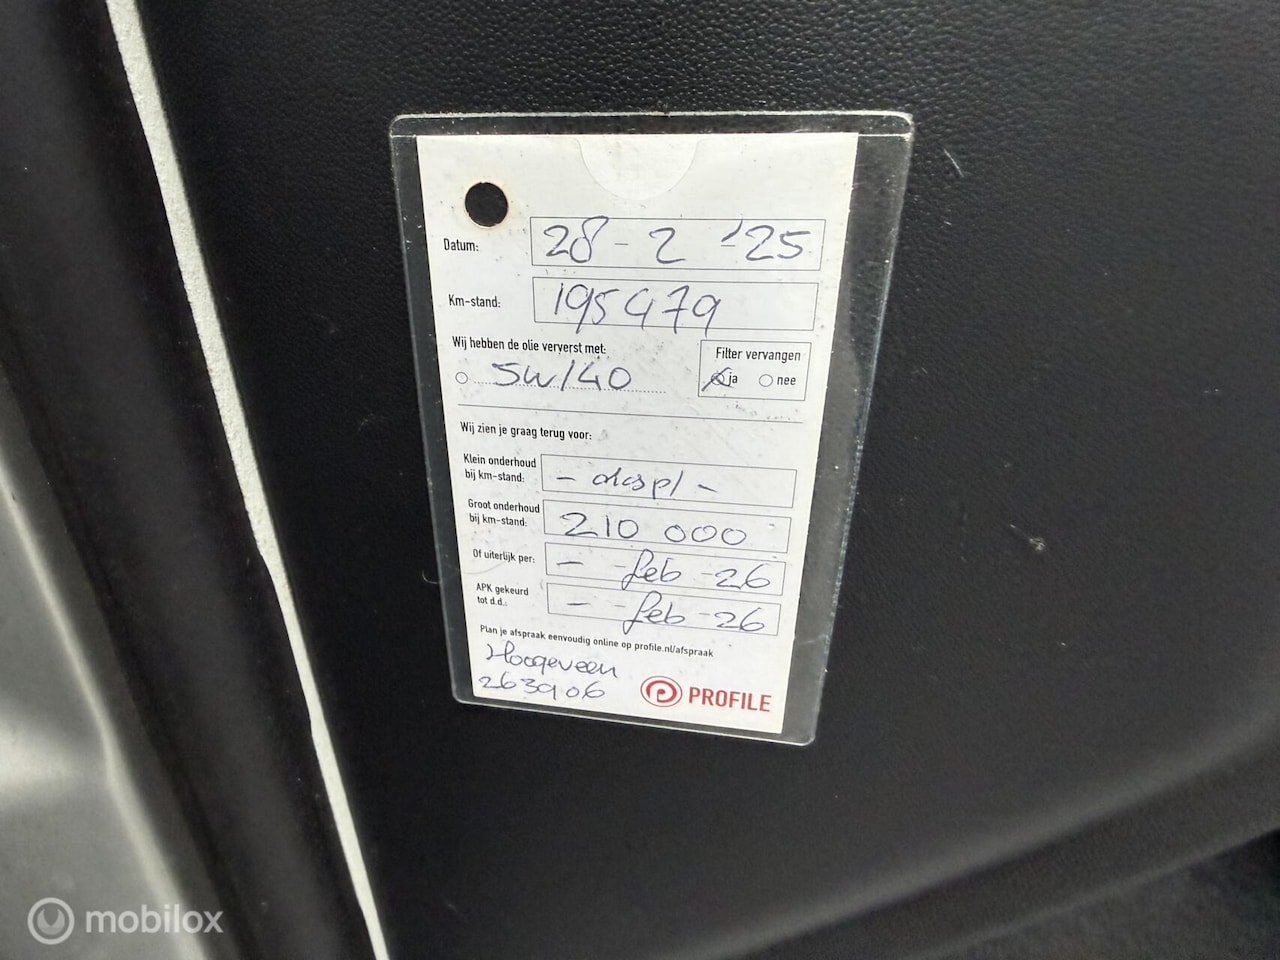 Datum: 28 - 2 - '25
Km-stand: 195479
Wij hebben de olie ververst met:
5W/40
Filter vervangen
ja nee
Wij zien je graag terug voor:
Klein onderhoud
bij km-stand: - -
Groot onderhoud
bij km-stand: 210 000
Of uiterlijk per: - - feb - 26
APK gekeurd
tot d.d.: - - feb - 26
Plan je afspraak eenvoudig online op profile.nl/afspraak
Hoogeveen
263906
PROFILE
mobilox